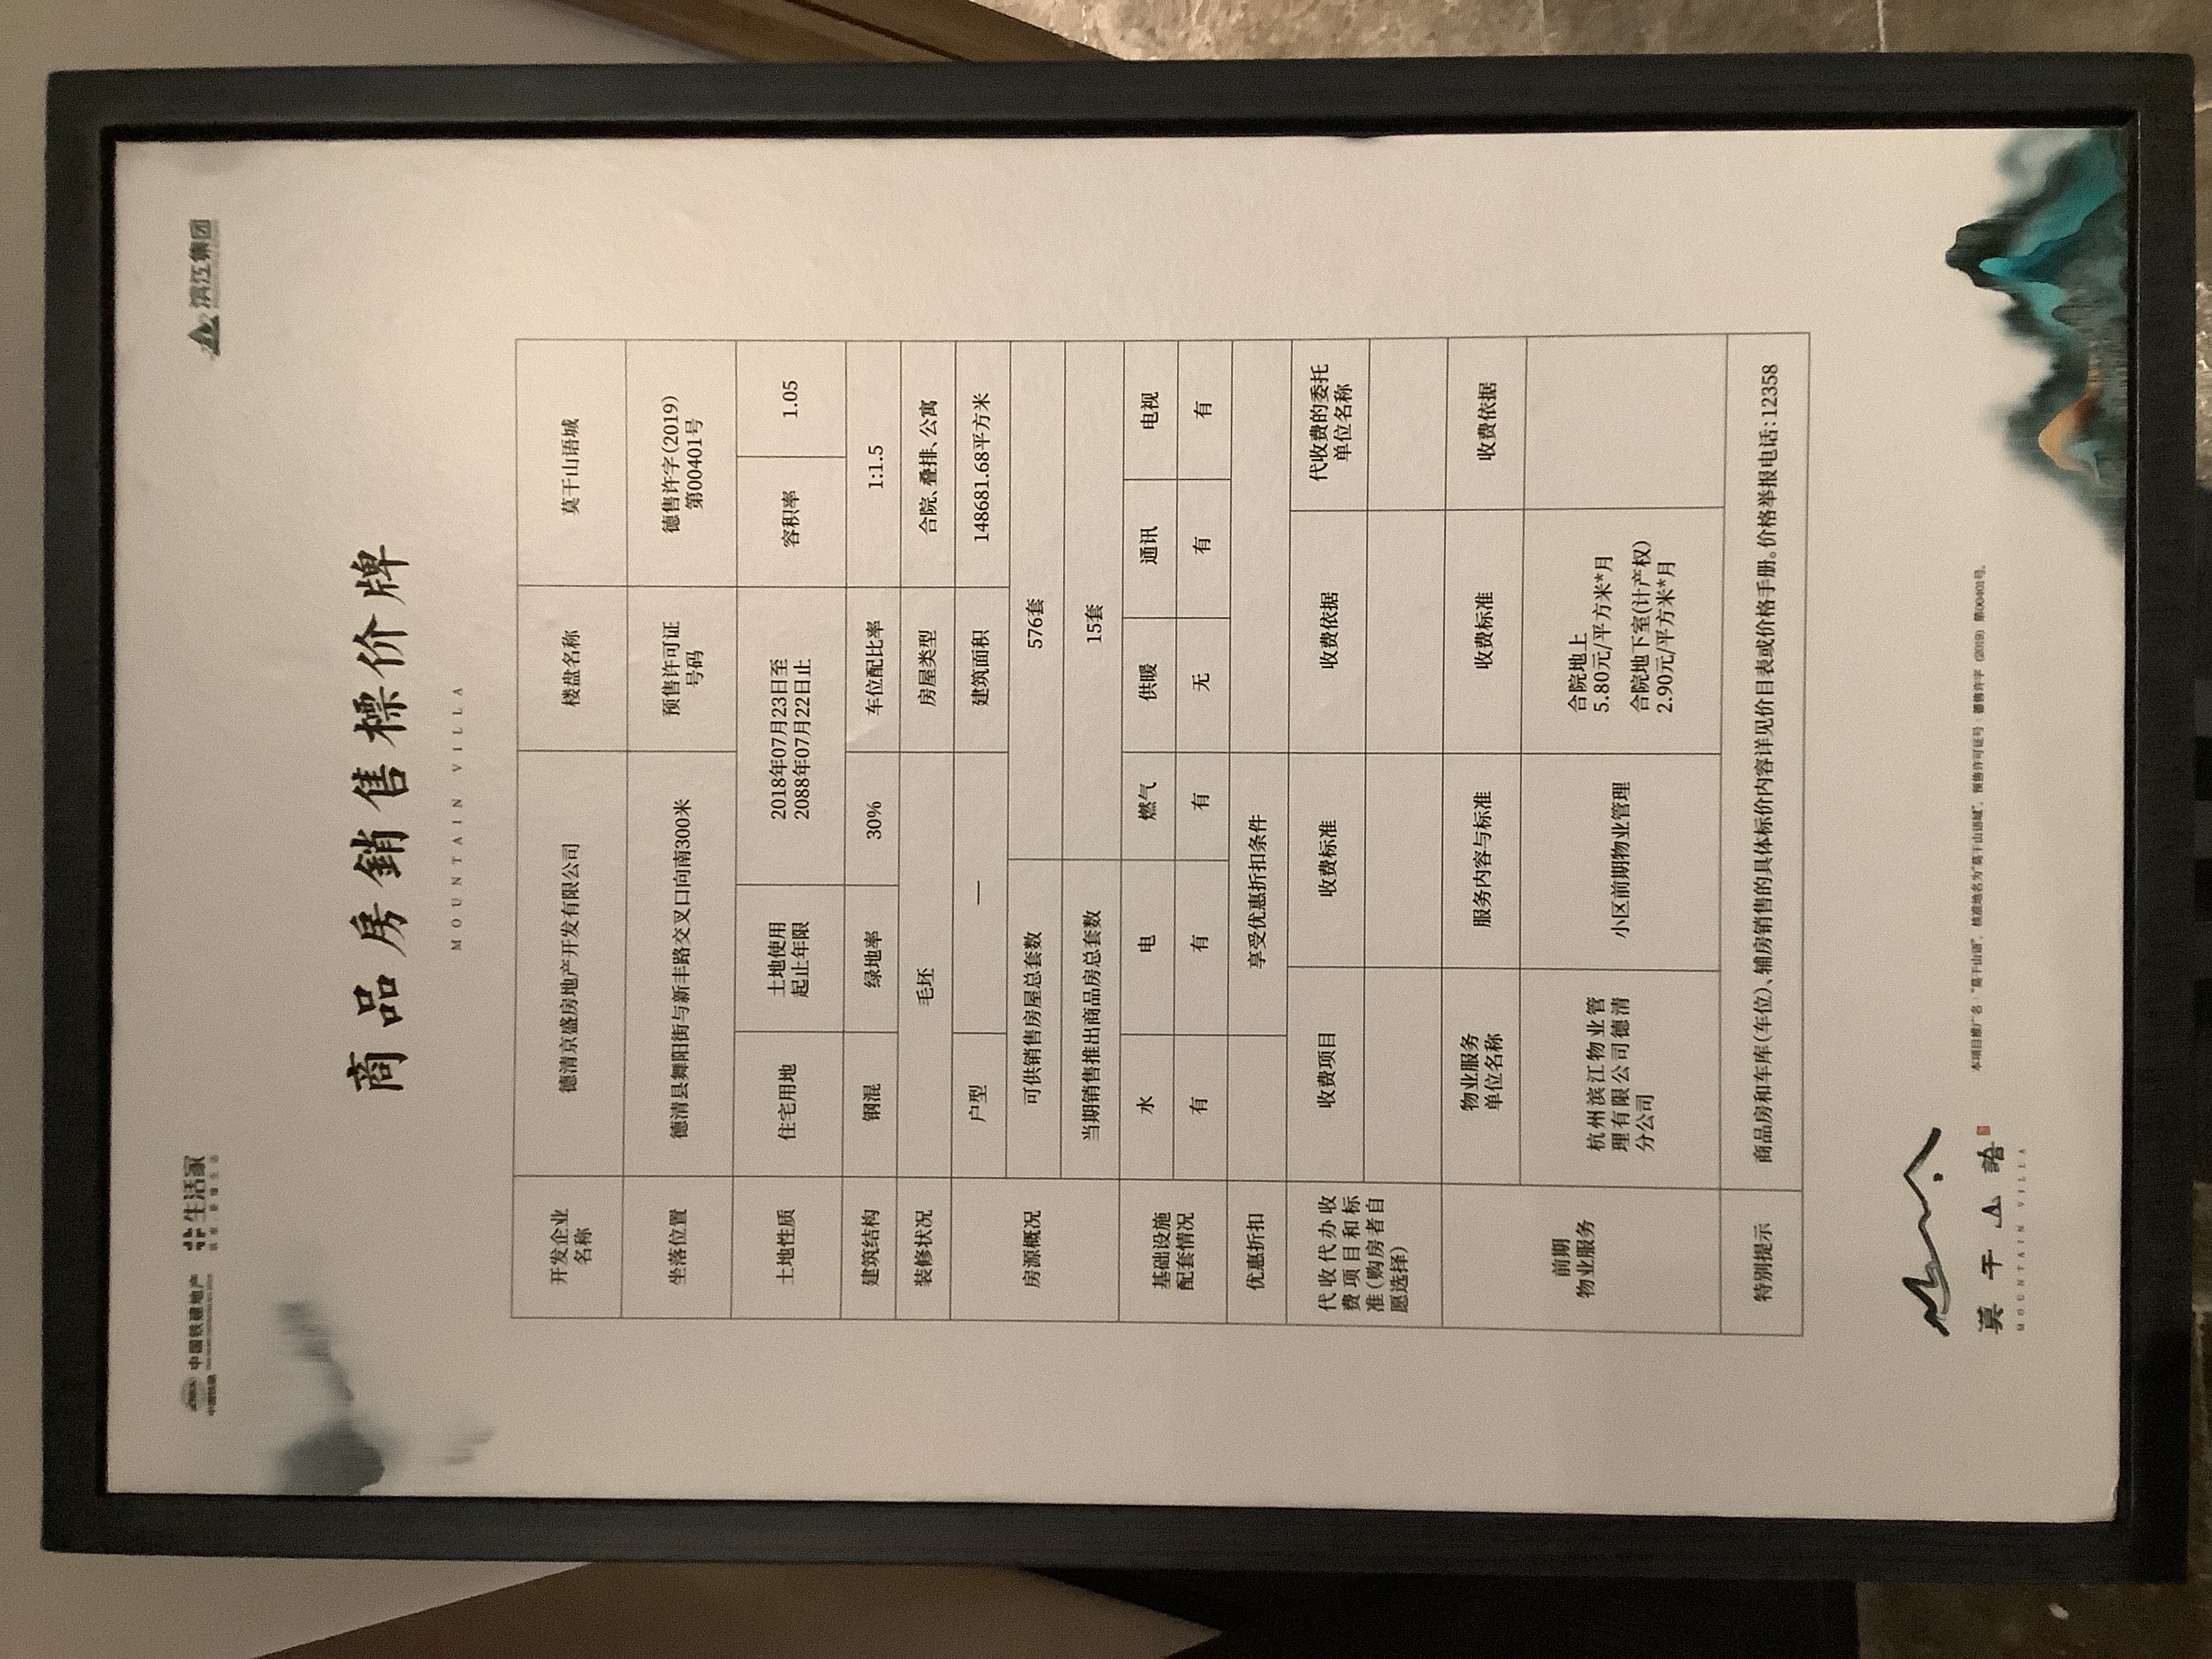 中国铁建
中国铁建地产
生活家
滨江集团
商品房銷售標价牌
MOUNTAIN VILLA
开发企业
名称
德清京盛房地产开发有限公司
楼盘名称
莫干山语城
坐落位置
德清县舞阳街与新丰路交叉口向南300米
预售许可证
号码
德售许字(2019)
第00401号
土地性质
住宅用地
土地使用
起止年限
2018年07月23日至
2088年07月22日止
容积率
1.05
建筑结构
钢混
绿地率
30%
车位配比率
1:1.5
装修状况
毛坯
房屋类型
合院、叠排、公寓
房源概况
户型
—
建筑面积
148681.68平方米
可供销售房屋总套数
576套
当期销售推出商品房总套数
15套
基础设施
配套情况
水
电
燃气
供暖
通讯
电视
有
有
有
无
有
有
优惠折扣
享受优惠折扣条件
代收代办收
费项目和标
准(购房者自
愿选择)
收费项目
收费标准
收费依据
代收费的委托
单位名称
前期
物业服务
物业服务
单位名称
服务内容与标准
收费标准
收费依据
杭州滨江物业管
理有限公司德清
分公司
小区前期物业管理
合院地上
5.80元/平方米*月
合院地下室(计产权)
2.90元/平方米*月
特别提示
商品房和车库(车位)、辅房销售的具体标价内容详见价目表或价格手册。价格举报电话:12358
莫干山語
MOUNTAIN VILLA
本项目推广名:“莫干山语”，核准地名为“莫干山语城”，预售许可证号:德售许字 (2019) 第00401号。